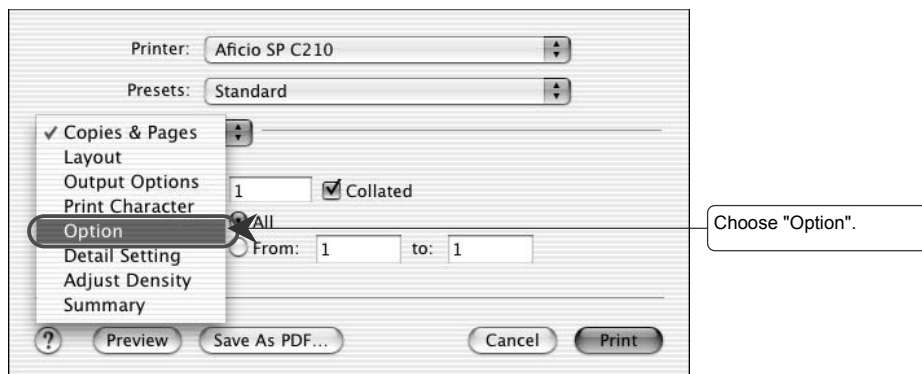 Printer: Aficio SP C210
Presets: Standard
✓ Copies & Pages
Layout
Output Options
1 Collated
Print Character
All
Option
Choose "Option".
From: 1 to: 1
Detail Setting
Adjust Density
Summary
? Preview Save As PDF... Cancel Print